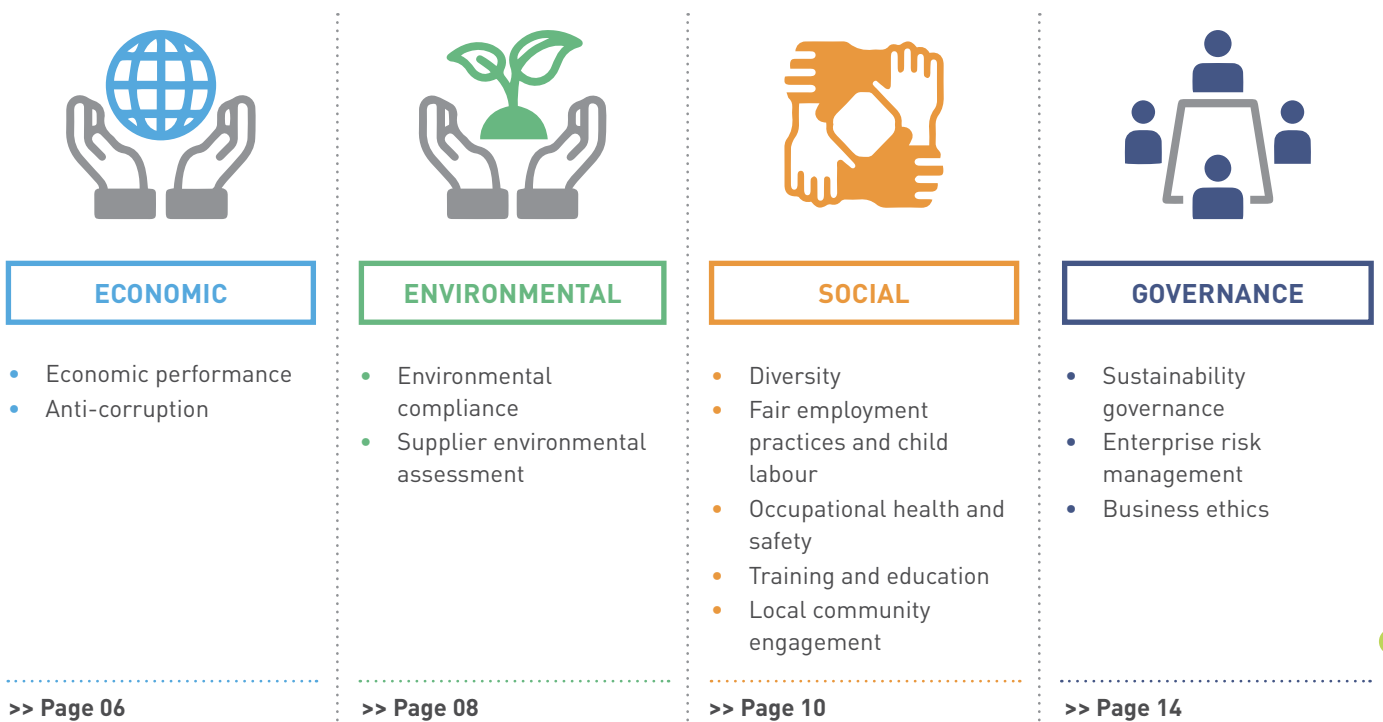 ECONOMIC
• Economic performance
• Anti-corruption
>> Page 06
ENVIRONMENTAL
• Environmental
compliance
• Supplier environmental
assessment
>> Page 08
SOCIAL
• Diversity
• Fair employment
practices and child
labour
• Occupational health and
safety
• Training and education
• Local community
engagement
>> Page 10
GOVERNANCE
• Sustainability
governance
• Enterprise risk
management
• Business ethics
>> Page 14